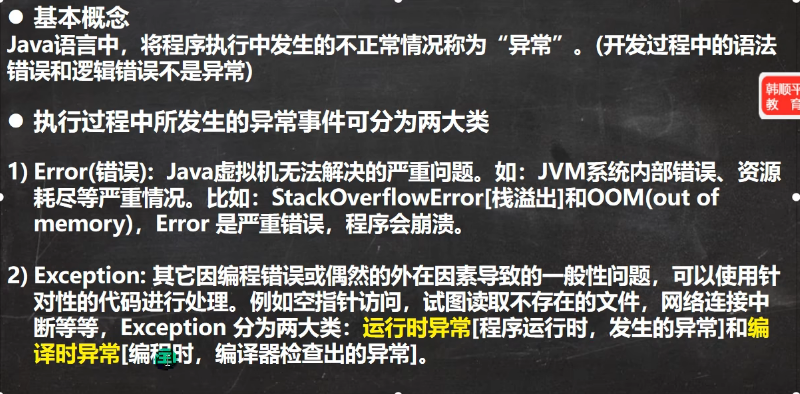 ● 基本概念
Java语言中，将程序执行中发生的不正常情况称为“异常”。(开发过程中的语法
错误和逻辑错误不是异常)
韩顺平
教 育
● 执行过程中所发生的异常事件可分为两大类
1) Error(错误)：Java虚拟机无法解决的严重问题。如：JVM系统内部错误、资源
耗尽等严重情况。比如：StackOverflowError[栈溢出]和OOM(out of
memory)，Error 是严重错误，程序会崩溃。
2) Exception: 其它因编程错误或偶然的外在因素导致的一般性问题，可以使用针
对性的代码进行处理。例如空指针访问，试图读取不存在的文件，网络连接中
断等等，Exception 分为两大类：运行时异常[程序运行时，发生的异常]和编
译时异常[编程时，编译器检查出的异常]。